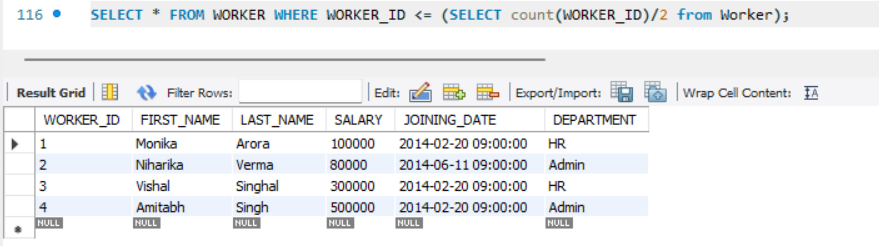 116 SELECT * FROM WORKER WHERE WORKER_ID <= (SELECT count(WORKER_ID)/2 from Worker);
Result Grid Filter Rows: Edit: Export/Import: Wrap Cell Content: IA
WORKER_ID FIRST_NAME LAST_NAME SALARY JOINING_DATE DEPARTMENT
1 Monika Arora 100000 2014-02-20 09:00:00 HR
2 Niharika Verma 80000 2014-06-11 09:00:00 Admin
3 Vishal Singhal 300000 2014-02-20 09:00:00 HR
4 Amitabh Singh 500000 2014-02-20 09:00:00 Admin
NULL NULL NULL NULL NULL NULL